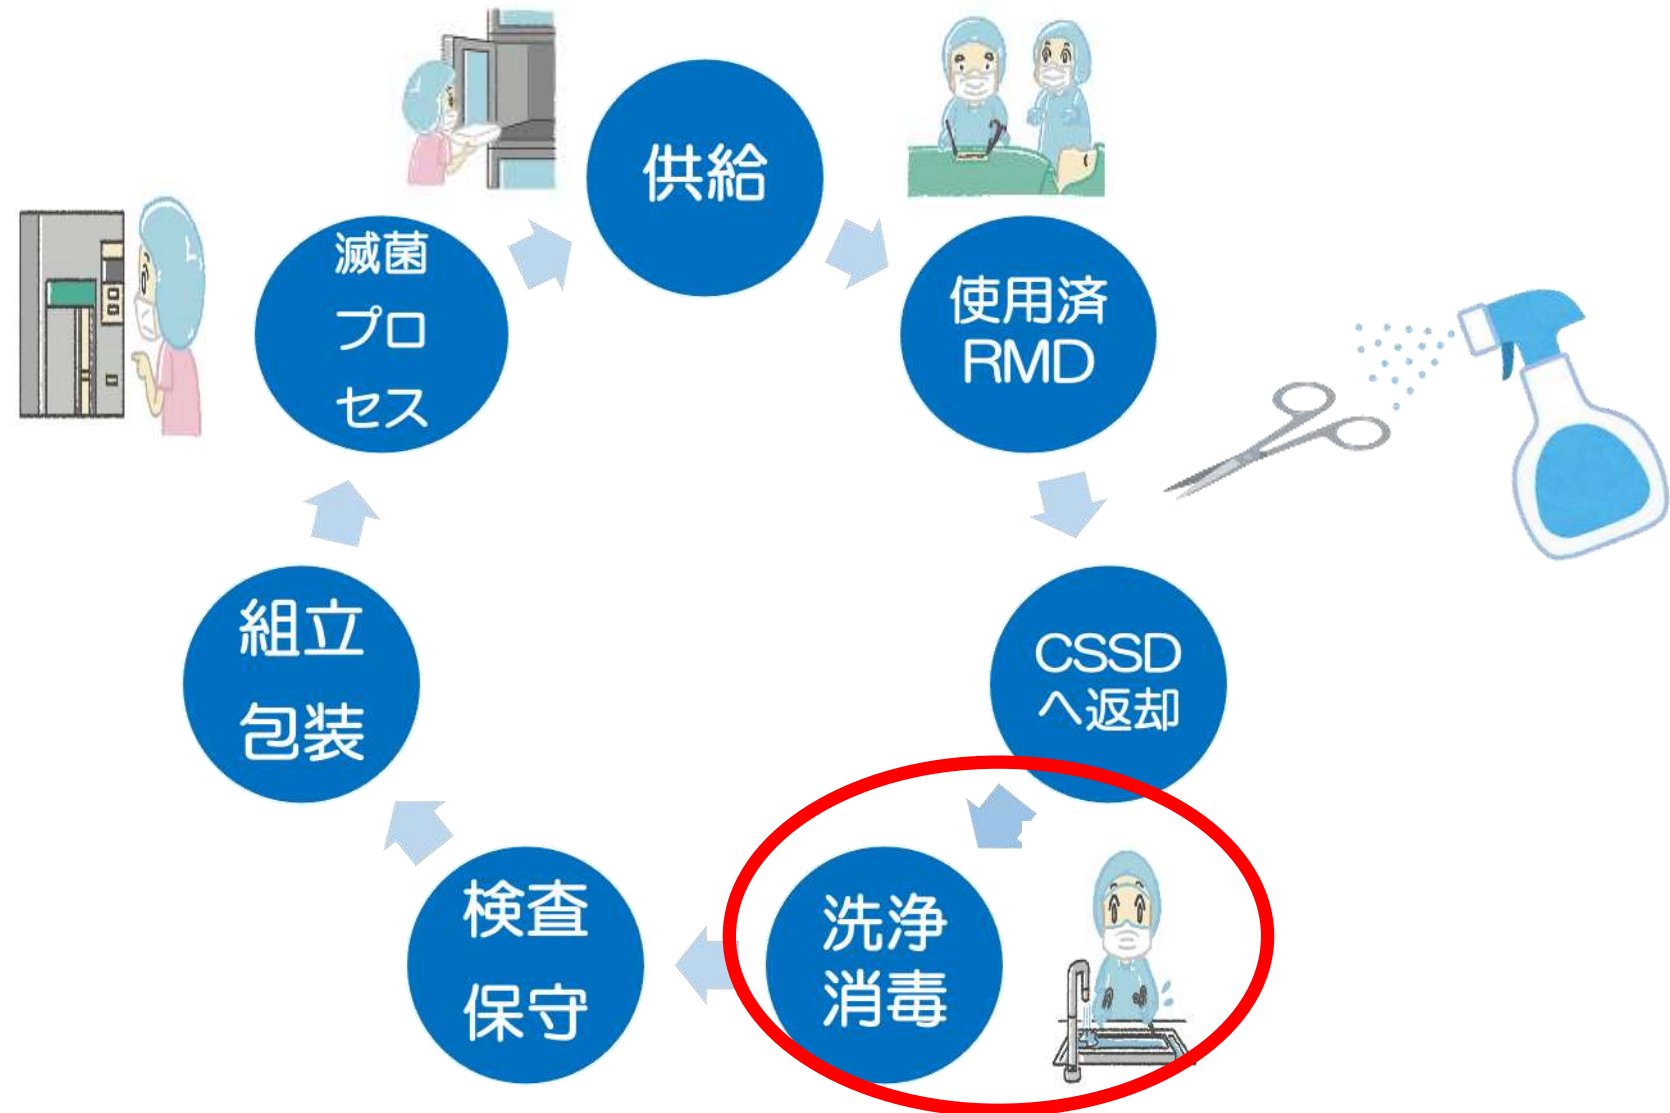 供給
使用済
RMD
CSSD
へ返却
洗浄
消毒
検査
保守
組立
包装
滅菌
プロ
セス